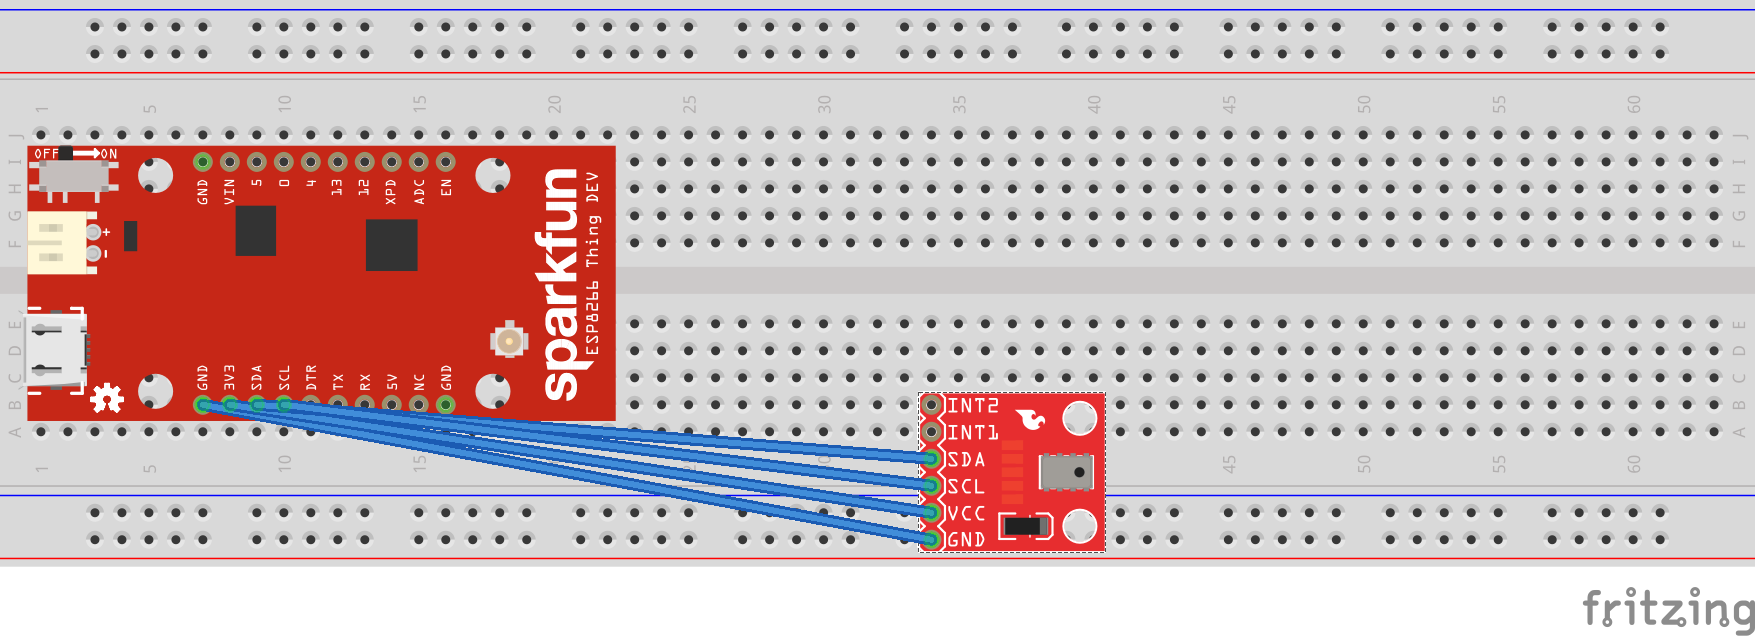 1 5 10 15 20 25 30 35 40 45 50 55 60
J J
OFF ON
I I
H H
G G
F F
GND VIN 5 0 4 13 12 XPD ADC EN
+
-
sparkfun
ESP8266 Thing DEV
E E
D D
C C
B B
A A
GND 3V3 SDA SCL DTR TX RX 5V NC GND
INT2
INT1
SDA
SCL
VCC
GND
1 5 10 15 45 50 55 60
fritzing